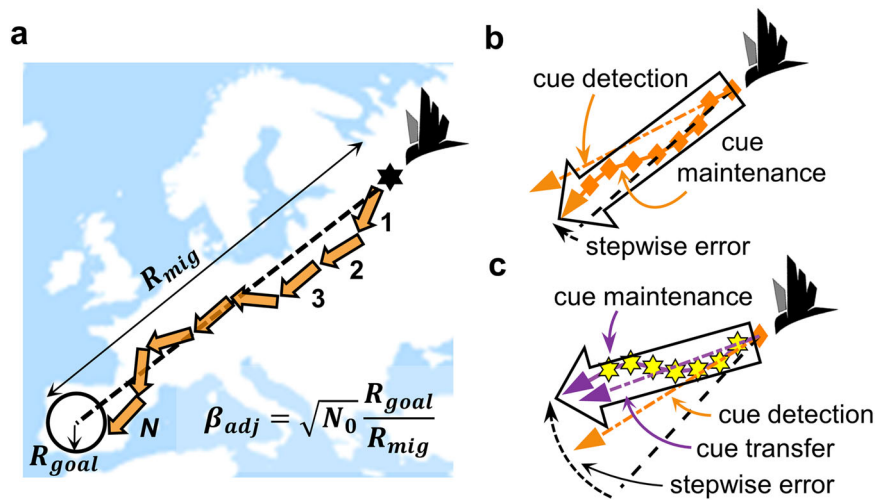 a
R_mig
1
2
3
N
R_goal
β_adj = √N_0 R_goal / R_mig
b
cue detection
cue
maintenance
stepwise error
c
cue maintenance
cue detection
cue transfer
stepwise error